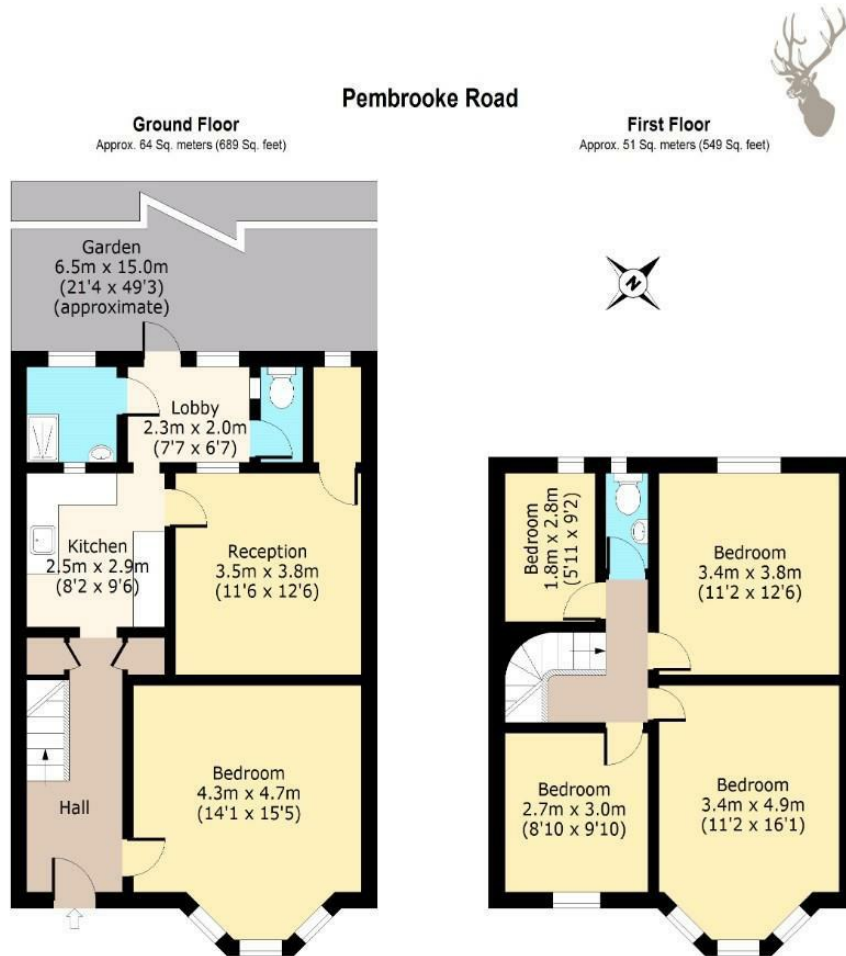 Pembrooke Road
Ground Floor
Approx. 64 Sq. meters (689 Sq. feet)
First Floor
Approx. 51 Sq. meters (549 Sq. feet)
Garden
6.5m x 15.0m
(21'4 x 49'3)
(approximate)
N
Lobby
2.3m x 2.0m
(7'7 x 6'7)
Kitchen
2.5m x 2.9m
(8'2 x 9'6)
Reception
3.5m x 3.8m
(11'6 x 12'6)
Bedroom
4.3m x 4.7m
(14'1 x 15'5)
Hall
Bedroom
1.8m x 2.8m
(5'11 x 9'2)
Bedroom
3.4m x 3.8m
(11'2 x 12'6)
Bedroom
2.7m x 3.0m
(8'10 x 9'10)
Bedroom
3.4m x 4.9m
(11'2 x 16'1)